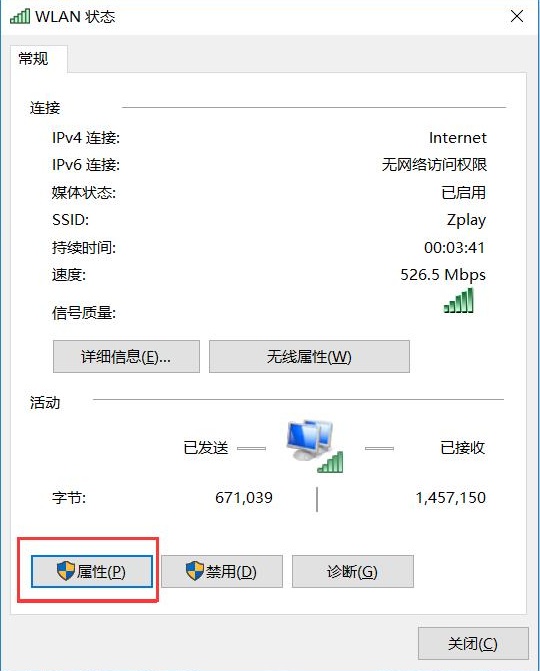 WLAN 状态
常规
连接
IPv4 连接: Internet
IPv6 连接: 无网络访问权限
媒体状态: 已启用
SSID: Zplay
持续时间: 00:03:41
速度: 526.5 Mbps
信号质量:
详细信息(E)... 无线属性(W)
活动
已发送 已接收
字节: 671,039 1,457,150
属性(P) 禁用(D) 诊断(G)
关闭(C)